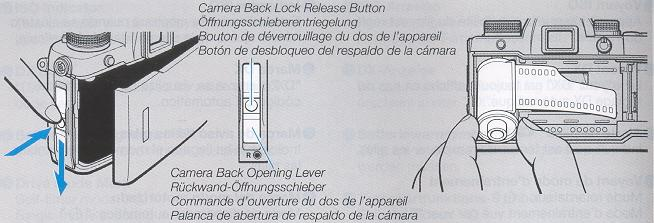 Camera Back Lock Release Button
Öffnungsschieberentriegelung
Bouton de déverrouillage du dos de l'appareil
Botón de desbloqueo del respaldo de la cámara
R
Camera Back Opening Lever
Rückwand-Öffnungsschieber
Commande d'ouverture du dos de l'appareil
Palanca de abertura de respaldo de la cámara